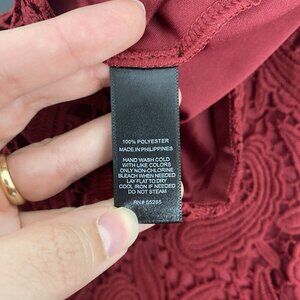 100% POLYESTER
MADE IN PHILIPPINES
HAND WASH COLD
WITH LIKE COLORS
ONLY NON-CHLORINE
BLEACH WHEN NEEDED
LAY FLAT TO DRY
COOL IRON IF NEEDED
DO NOT STEAM
RN# 55285